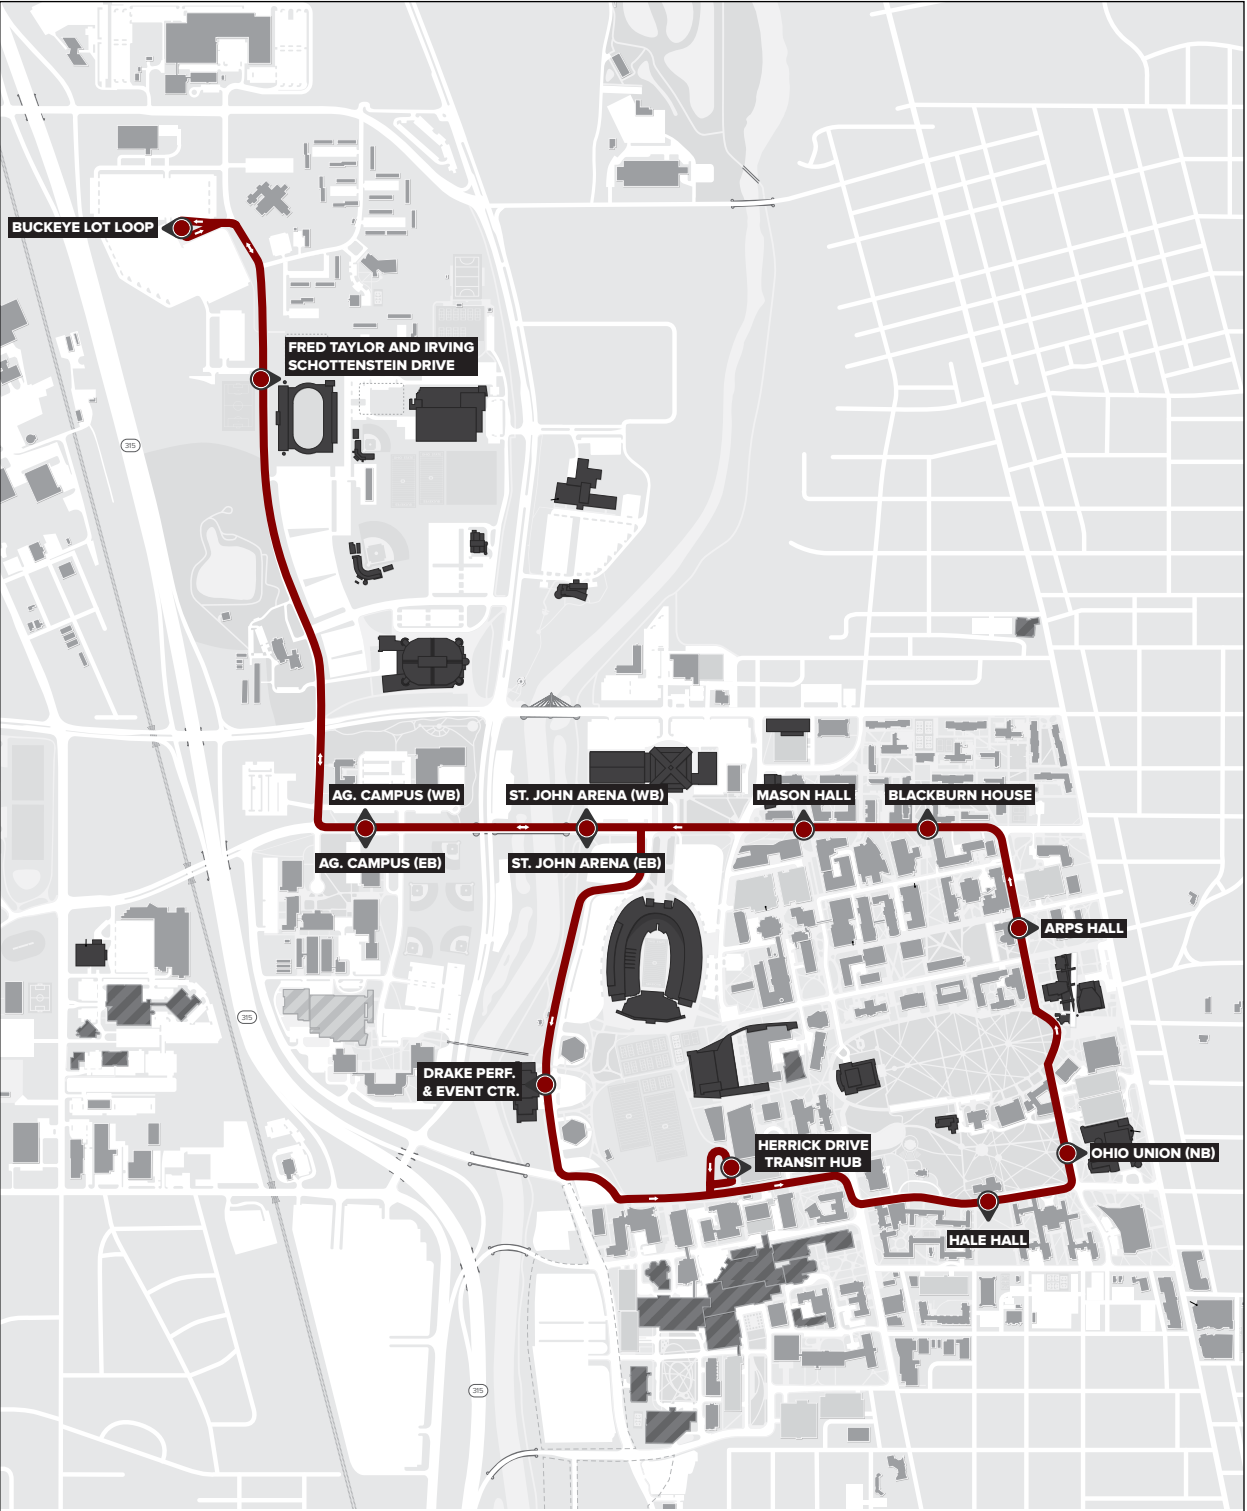 BUCKEYE LOT LOOP
FRED TAYLOR AND IRVING
SCHOTTENSTEIN DRIVE
315
AG. CAMPUS (WB)
ST. JOHN ARENA (WB)
MASON HALL
BLACKBURN HOUSE
AG. CAMPUS (EB)
ST. JOHN ARENA (EB)
ARPS HALL
315
DRAKE PERF.
& EVENT CTR.
HERRICK DRIVE
TRANSIT HUB
OHIO UNION (NB)
HALE HALL
315